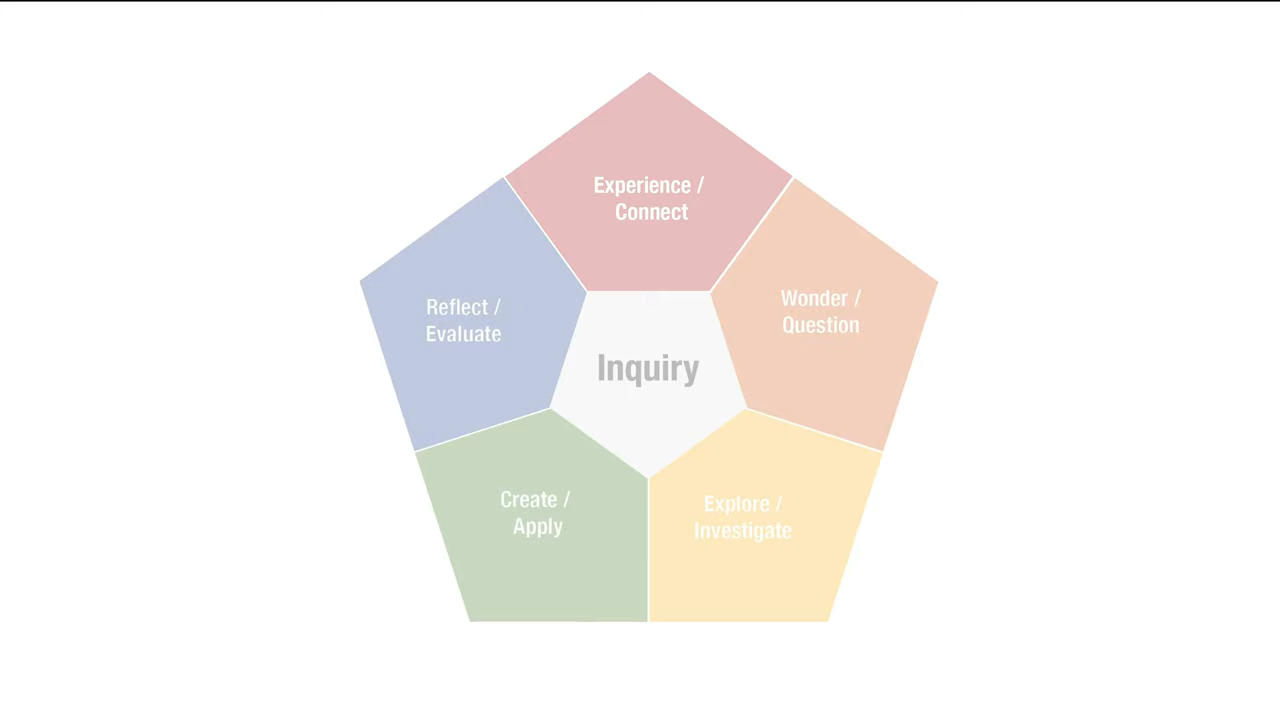 Experience /
Connect
Wonder /
Question
Explore /
Investigate
Create /
Apply
Reflect /
Evaluate
Inquiry